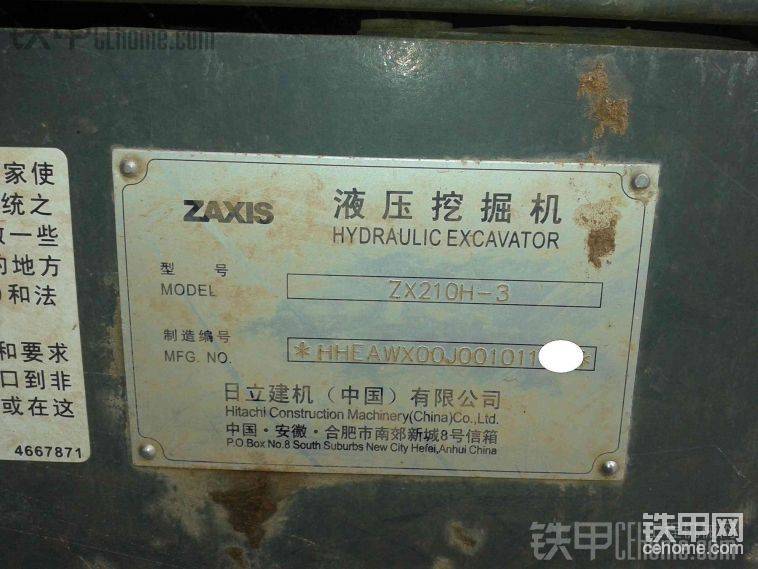 铁甲 CEhome.com
家使
统之
做一些
的地方
)和法
和要求
口到非
或在这
4667871
ZAXIS 液压挖掘机
HYDRAULIC EXCAVATOR
型 号
MODEL ZX210H-3
制造编号
MFG. NO. *HHEAWX00J001011 *
日立建机（中国）有限公司
Hitachi Construction Machinery(China)Co.,Ltd.
中国·安徽·合肥市南郊新城8号信箱
P.O.Box No.8 South Suburbs New City Hefei,Anhui China
铁甲网
cehome.com